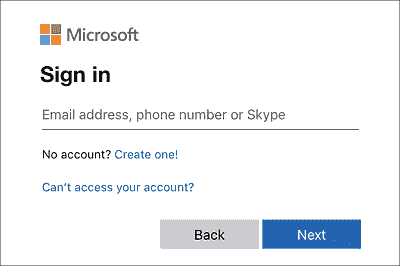 Microsoft
Sign in
Email address, phone number or Skype
No account? Create one!
Can't access your account?
Back
Next